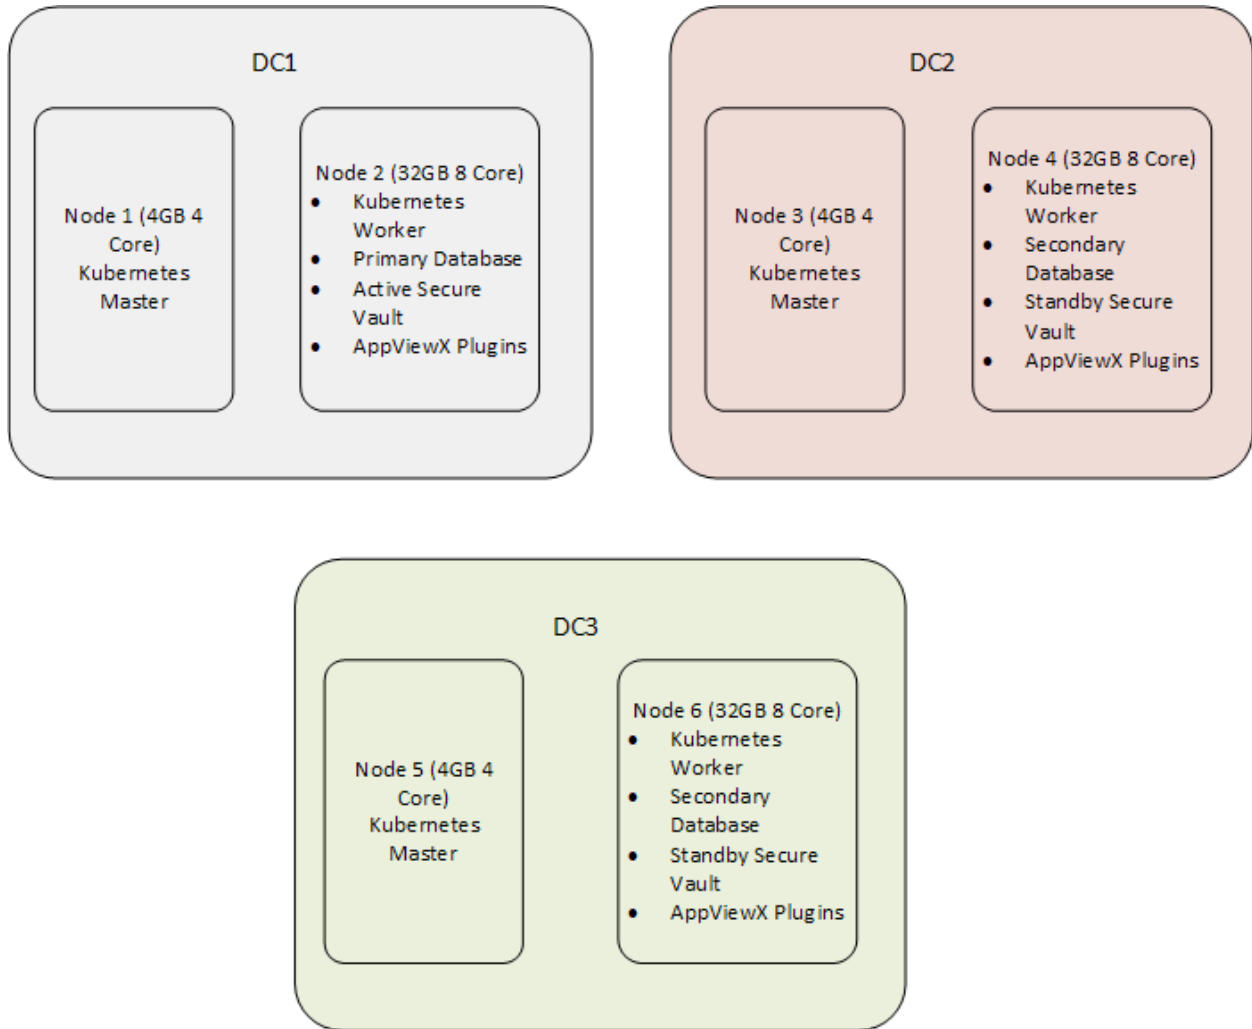 DC1
Node 1 (4GB 4
Core)
Kubernetes
Master
Node 2 (32GB 8 Core)
• Kubernetes
Worker
• Primary Database
• Active Secure
Vault
• AppViewX Plugins
DC2
Node 3 (4GB 4
Core)
Kubernetes
Master
Node 4 (32GB 8 Core)
• Kubernetes
Worker
• Secondary
Database
• Standby Secure
Vault
• AppViewX Plugins
DC3
Node 5 (4GB 4
Core)
Kubernetes
Master
Node 6 (32GB 8 Core)
• Kubernetes
Worker
• Secondary
Database
• Standby Secure
Vault
• AppViewX Plugins